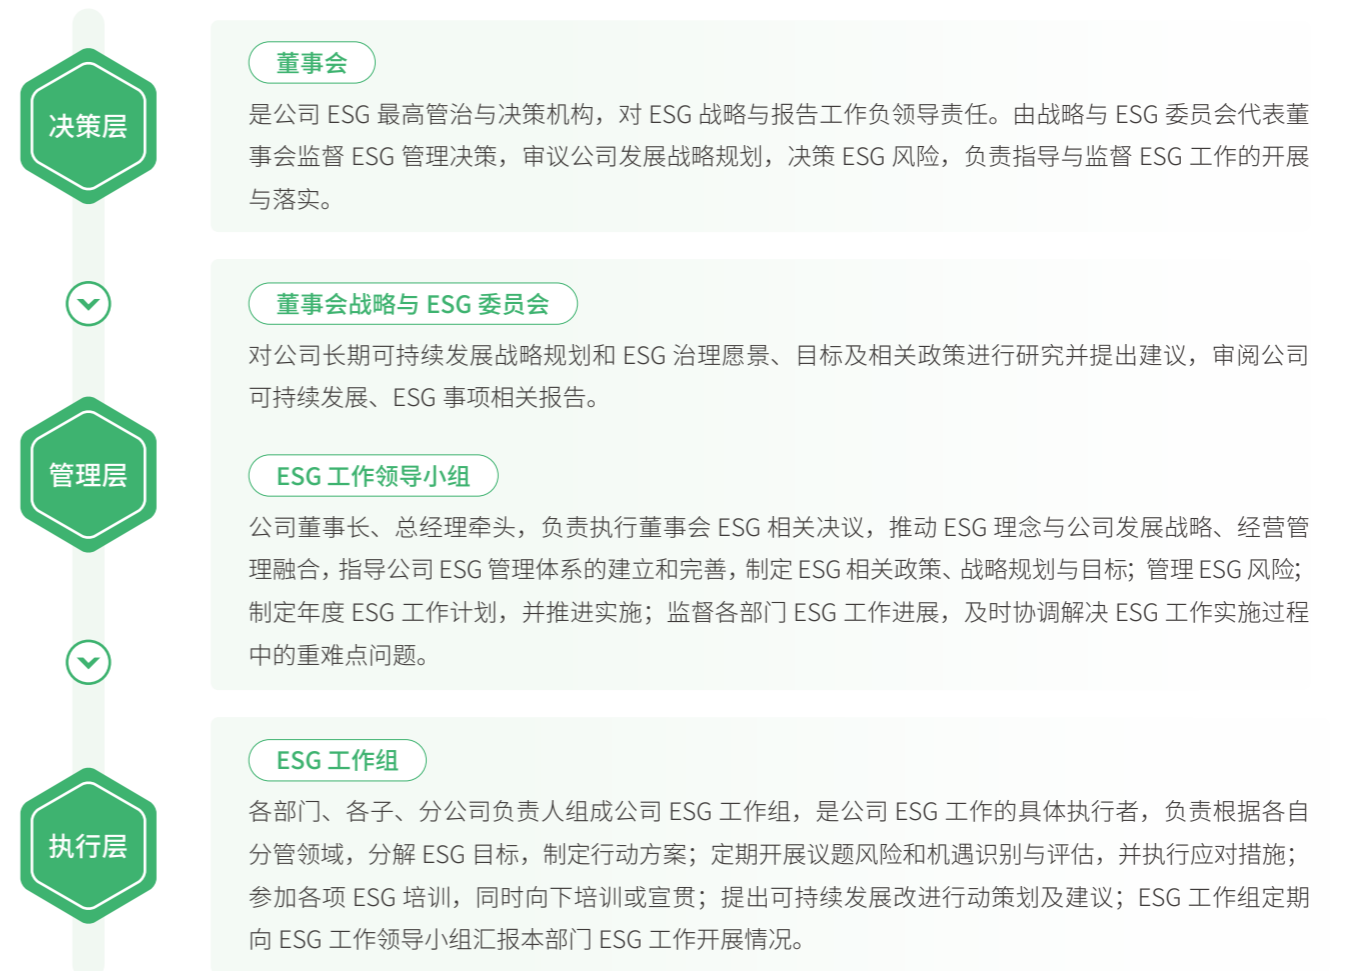 决策层
董事会
是公司 ESG 最高管治与决策机构，对 ESG 战略与报告工作负领导责任。由战略与 ESG 委员会代表董
事会监督 ESG 管理决策，审议公司发展战略规划，决策 ESG 风险，负责指导与监督 ESG 工作的开展
与落实。
管理层
董事会战略与 ESG 委员会
对公司长期可持续发展战略规划和 ESG 治理愿景、目标及相关政策进行研究并提出建议，审阅公司
可持续发展、ESG 事项相关报告。
ESG 工作领导小组
公司董事长、总经理牵头，负责执行董事会 ESG 相关决议，推动 ESG 理念与公司发展战略、经营管
理融合，指导公司 ESG 管理体系的建立和完善，制定 ESG 相关政策、战略规划与目标；管理 ESG 风险；
制定年度 ESG 工作计划，并推进实施；监督各部门 ESG 工作进展，及时协调解决 ESG 工作实施过程
中的重难点问题。
执行层
ESG 工作组
各部门、各子、分公司负责人组成公司 ESG 工作组，是公司 ESG 工作的具体执行者，负责根据各自
分管领域，分解 ESG 目标，制定行动方案；定期开展议题风险和机遇识别与评估，并执行应对措施；
参加各项 ESG 培训，同时向下培训或宣贯；提出可持续发展改进行动策划及建议；ESG 工作组定期
向 ESG 工作领导小组汇报本部门 ESG 工作开展情况。